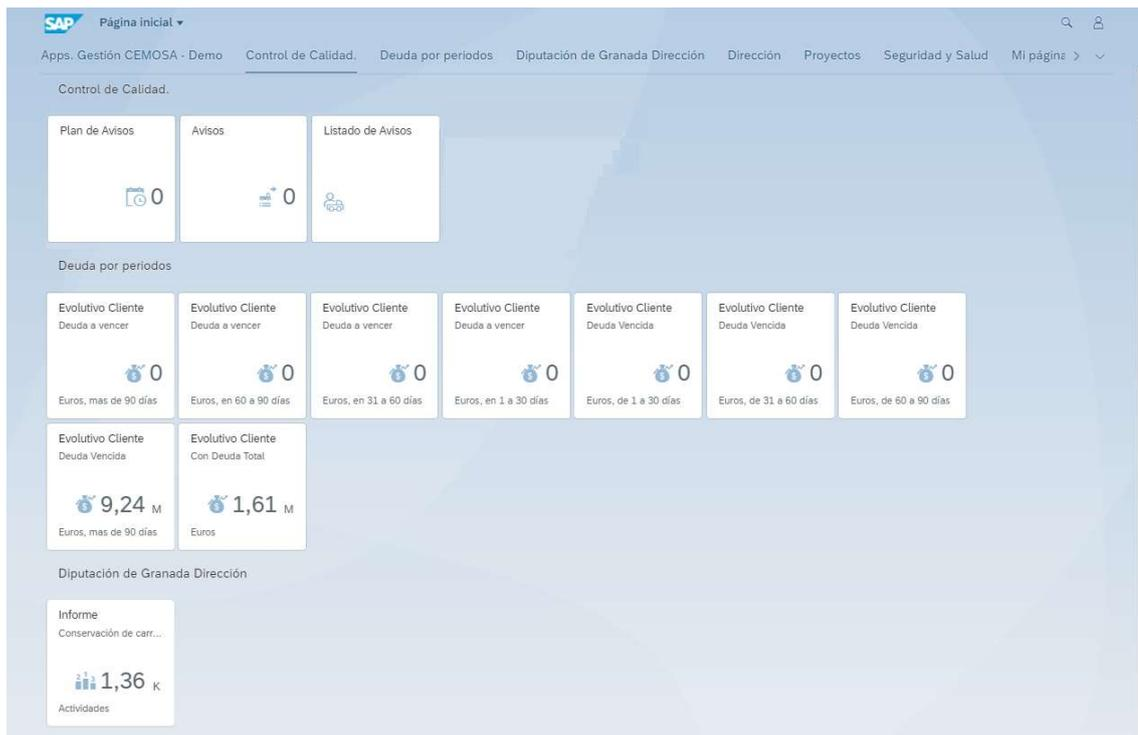 SAP Página inicial
Apps. Gestión CEMOSA - Demo Control de Calidad. Deuda por periodos Diputación de Granada Dirección Dirección Proyectos Seguridad y Salud Mi página
Control de Calidad.
Plan de Avisos
0
Avisos
0
Listado de Avisos
Deuda por periodos
Evolutivo Cliente
Deuda a vencer
0
Euros, mas de 90 días
Evolutivo Cliente
Deuda a vencer
0
Euros, en 60 a 90 días
Evolutivo Cliente
Deuda a vencer
0
Euros, en 31 a 60 días
Evolutivo Cliente
Deuda a vencer
0
Euros, en 1 a 30 días
Evolutivo Cliente
Deuda Vencida
0
Euros, de 1 a 30 días
Evolutivo Cliente
Deuda Vencida
0
Euros, de 31 a 60 días
Evolutivo Cliente
Deuda Vencida
0
Euros, de 60 a 90 días
Evolutivo Cliente
Deuda Vencida
9,24 M
Euros, mas de 90 días
Evolutivo Cliente
Con Deuda Total
1,61 M
Euros
Diputación de Granada Dirección
Informe
Conservación de carr...
1,36 K
Actividades